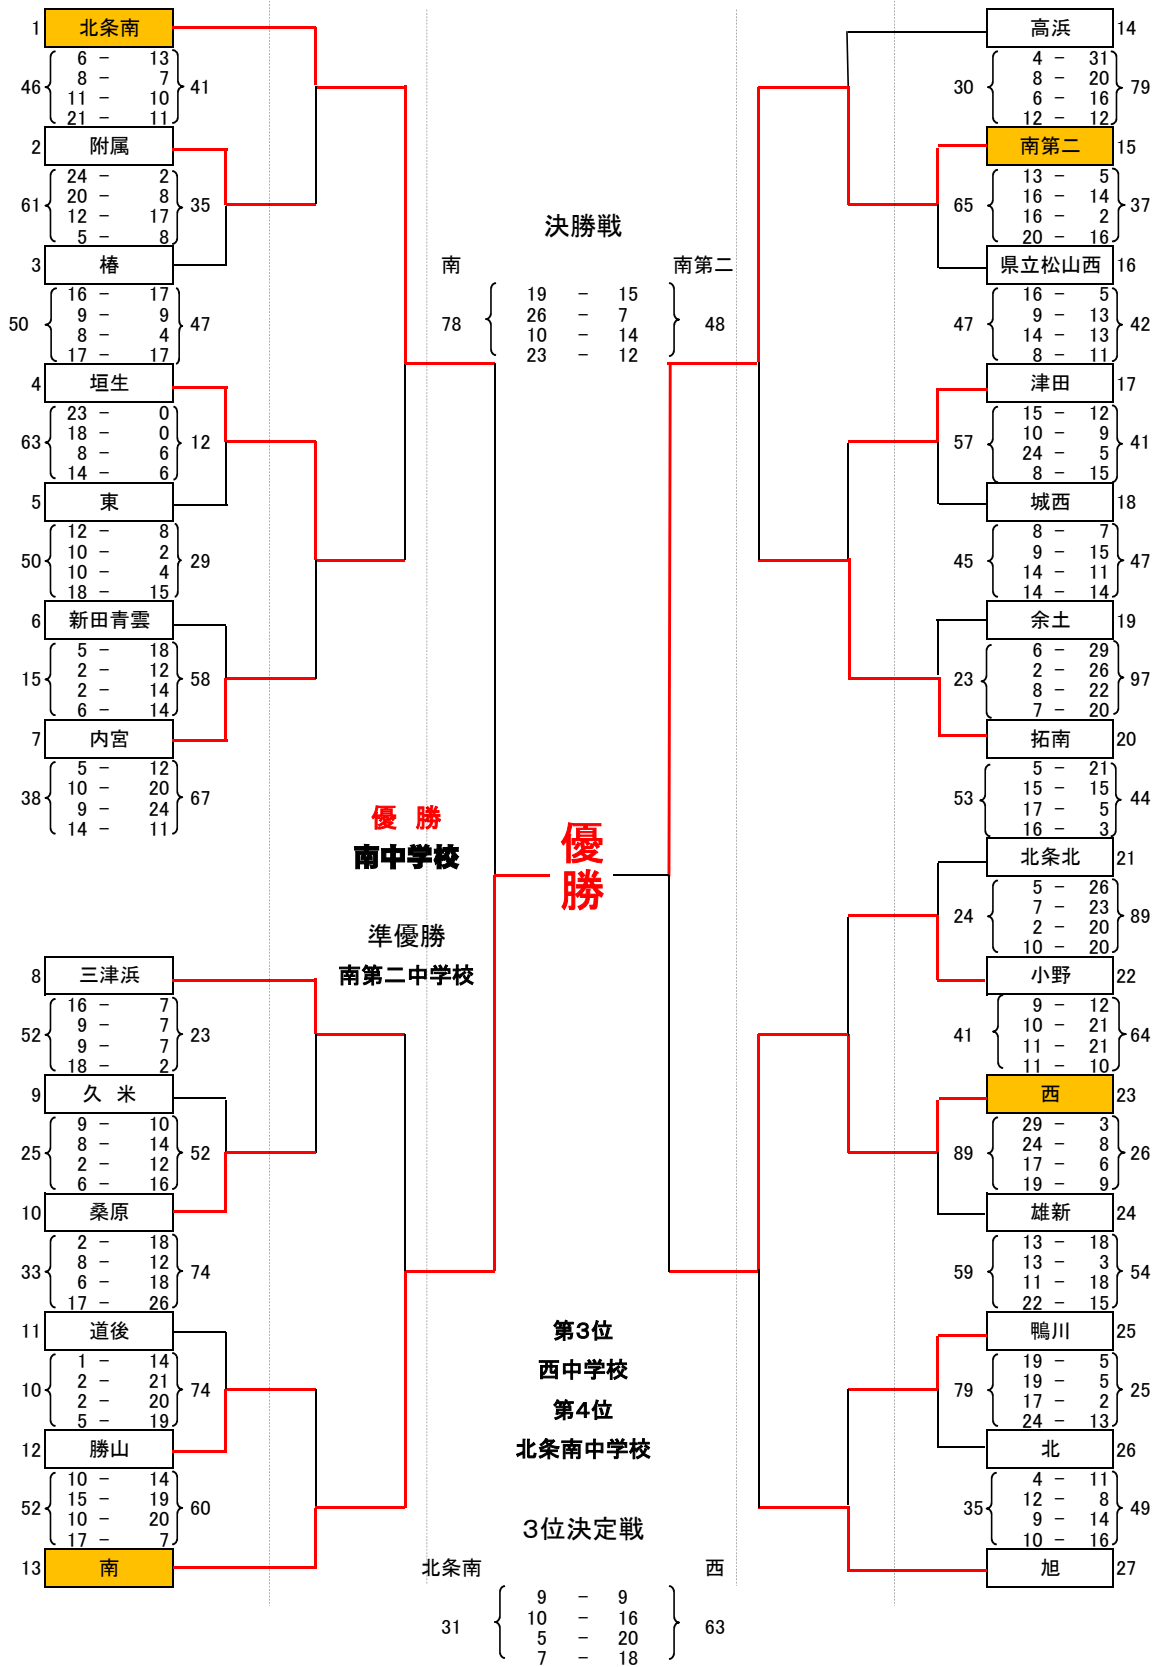 1 北条南
6 - 13
8 - 7
46 41
11 - 10
21 - 11
2 附属
24 - 2
20 - 8
61 35
12 - 17
5 - 8
3 椿
16 - 17
9 - 9
50 47
8 - 4
17 - 17
4 垣生
23 - 0
18 - 0
63 12
8 - 6
14 - 6
5 東
12 - 8
10 - 2
50 29
10 - 4
18 - 15
6 新田青雲
5 - 18
2 - 12
15 58
2 - 14
6 - 14
7 内宮
5 - 12
10 - 20
38 67
9 - 24
14 - 11
8 三津浜
16 - 7
9 - 7
52 23
9 - 7
18 - 2
9 久 米
9 - 10
8 - 14
25 52
2 - 12
6 - 16
10 桑原
2 - 18
8 - 12
33 74
6 - 18
17 - 26
11 道後
1 - 14
2 - 21
10 74
2 - 20
5 - 19
12 勝山
10 - 14
15 - 19
52 60
10 - 20
17 - 7
13 南
決勝戦
南 南第二
19 - 15
26 - 7
78 48
10 - 14
23 - 12
優 勝
南中学校
優勝
準優勝
南第二中学校
第3位
西中学校
第4位
北条南中学校
3位決定戦
北条南 西
9 - 9
10 - 16
31 63
5 - 20
7 - 18
高浜 14
4 - 31
8 - 20
30 79
6 - 16
12 - 12
南第二 15
13 - 5
16 - 14
65 37
16 - 2
20 - 16
県立松山西 16
16 - 5
9 - 13
47 42
14 - 13
8 - 11
津田 17
15 - 12
10 - 9
57 41
24 - 5
8 - 15
城西 18
8 - 7
9 - 15
45 47
14 - 11
14 - 14
余土 19
6 - 29
2 - 26
23 97
8 - 22
7 - 20
拓南 20
5 - 21
15 - 15
53 44
17 - 5
16 - 3
北条北 21
5 - 26
7 - 23
24 89
2 - 20
10 - 20
小野 22
9 - 12
10 - 21
41 64
11 - 21
11 - 10
西 23
29 - 3
24 - 8
89 26
17 - 6
19 - 9
雄新 24
13 - 18
13 - 3
59 54
11 - 18
22 - 15
鴨川 25
19 - 5
19 - 5
79 25
17 - 2
24 - 13
北 26
4 - 11
12 - 8
35 49
9 - 14
10 - 16
旭 27